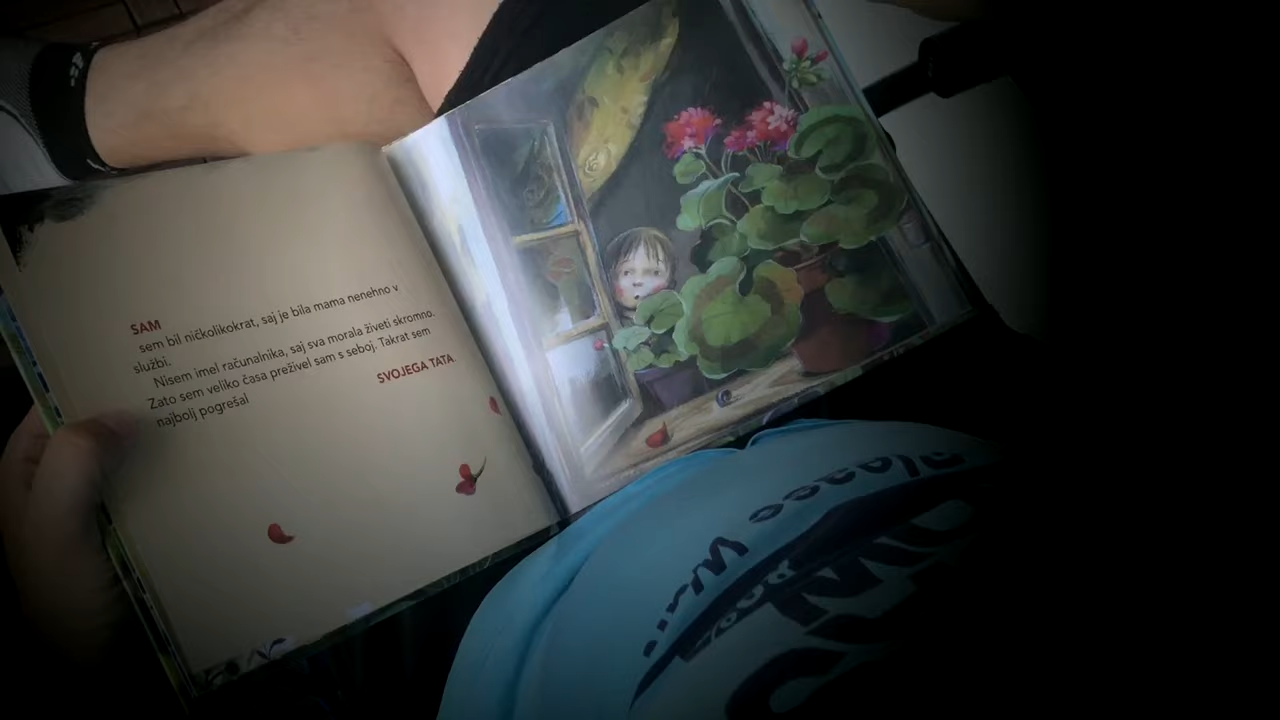 SAM
sem bil ničkolikokrat, saj je bila mama nenehno v
službi.
Nisem imel računalnika, saj sva morala živeti skromno.
Zato sem veliko časa preživel sam s seboj. Takrat sem
najbolj pogrešal
SVOJEGA TATA